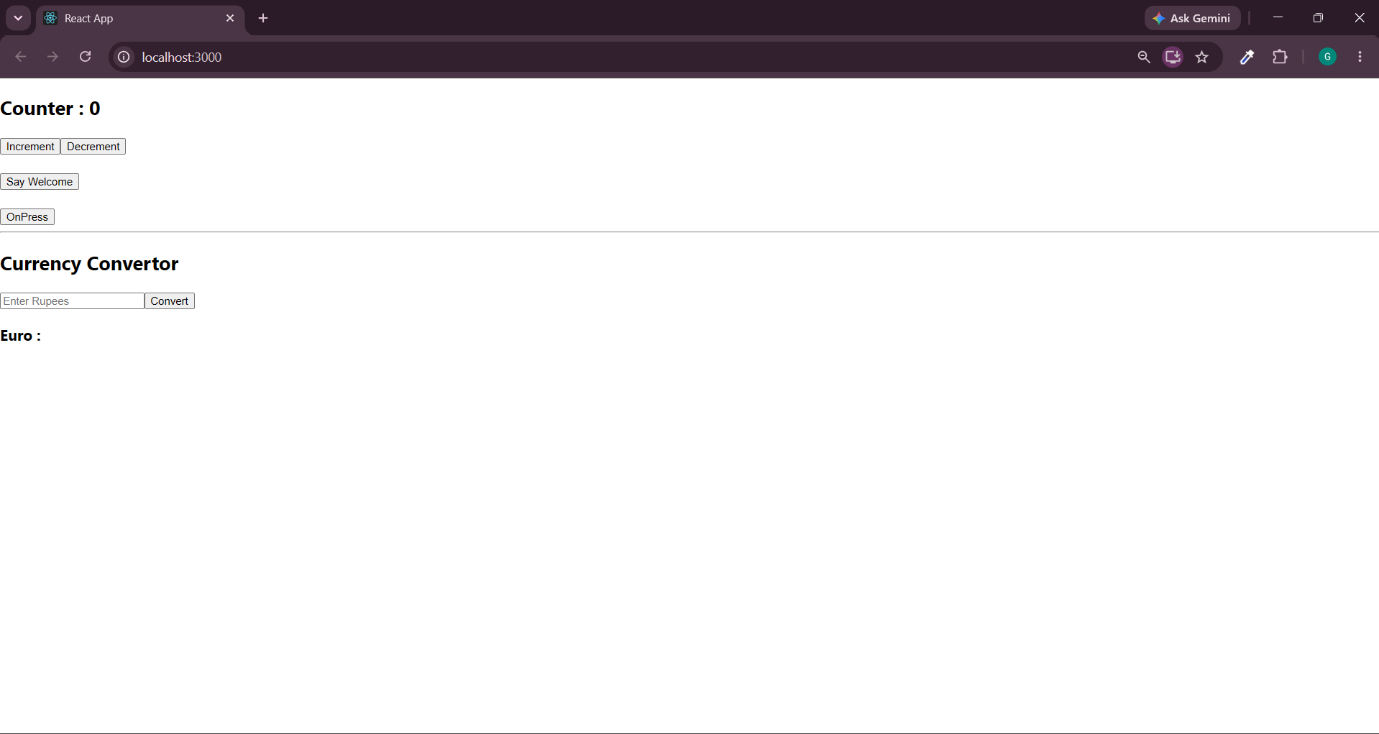 React App
Ask Gemini
localhost:3000
G
Counter : 0
Increment Decrement
Say Welcome
OnPress
Currency Convertor
Enter Rupees Convert
Euro :